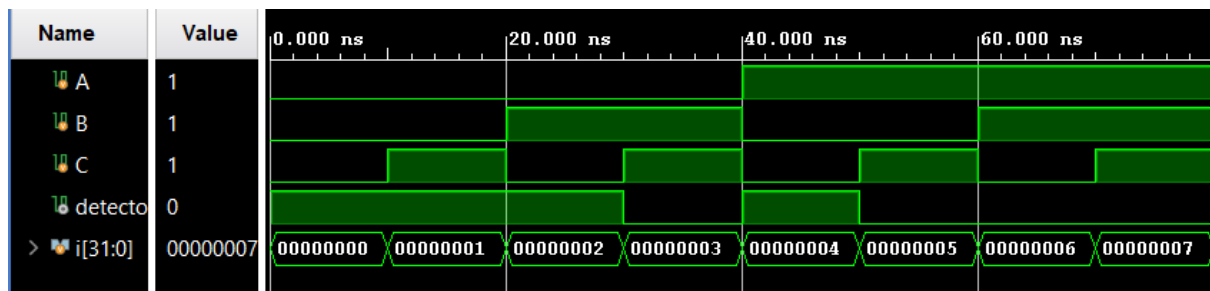 Name Value 0.000 ns 20.000 ns 40.000 ns 60.000 ns
A 1
B 1
C 1
detecto 0
> i[31:0] 00000007 00000000 00000001 00000002 00000003 00000004 00000005 00000006 00000007